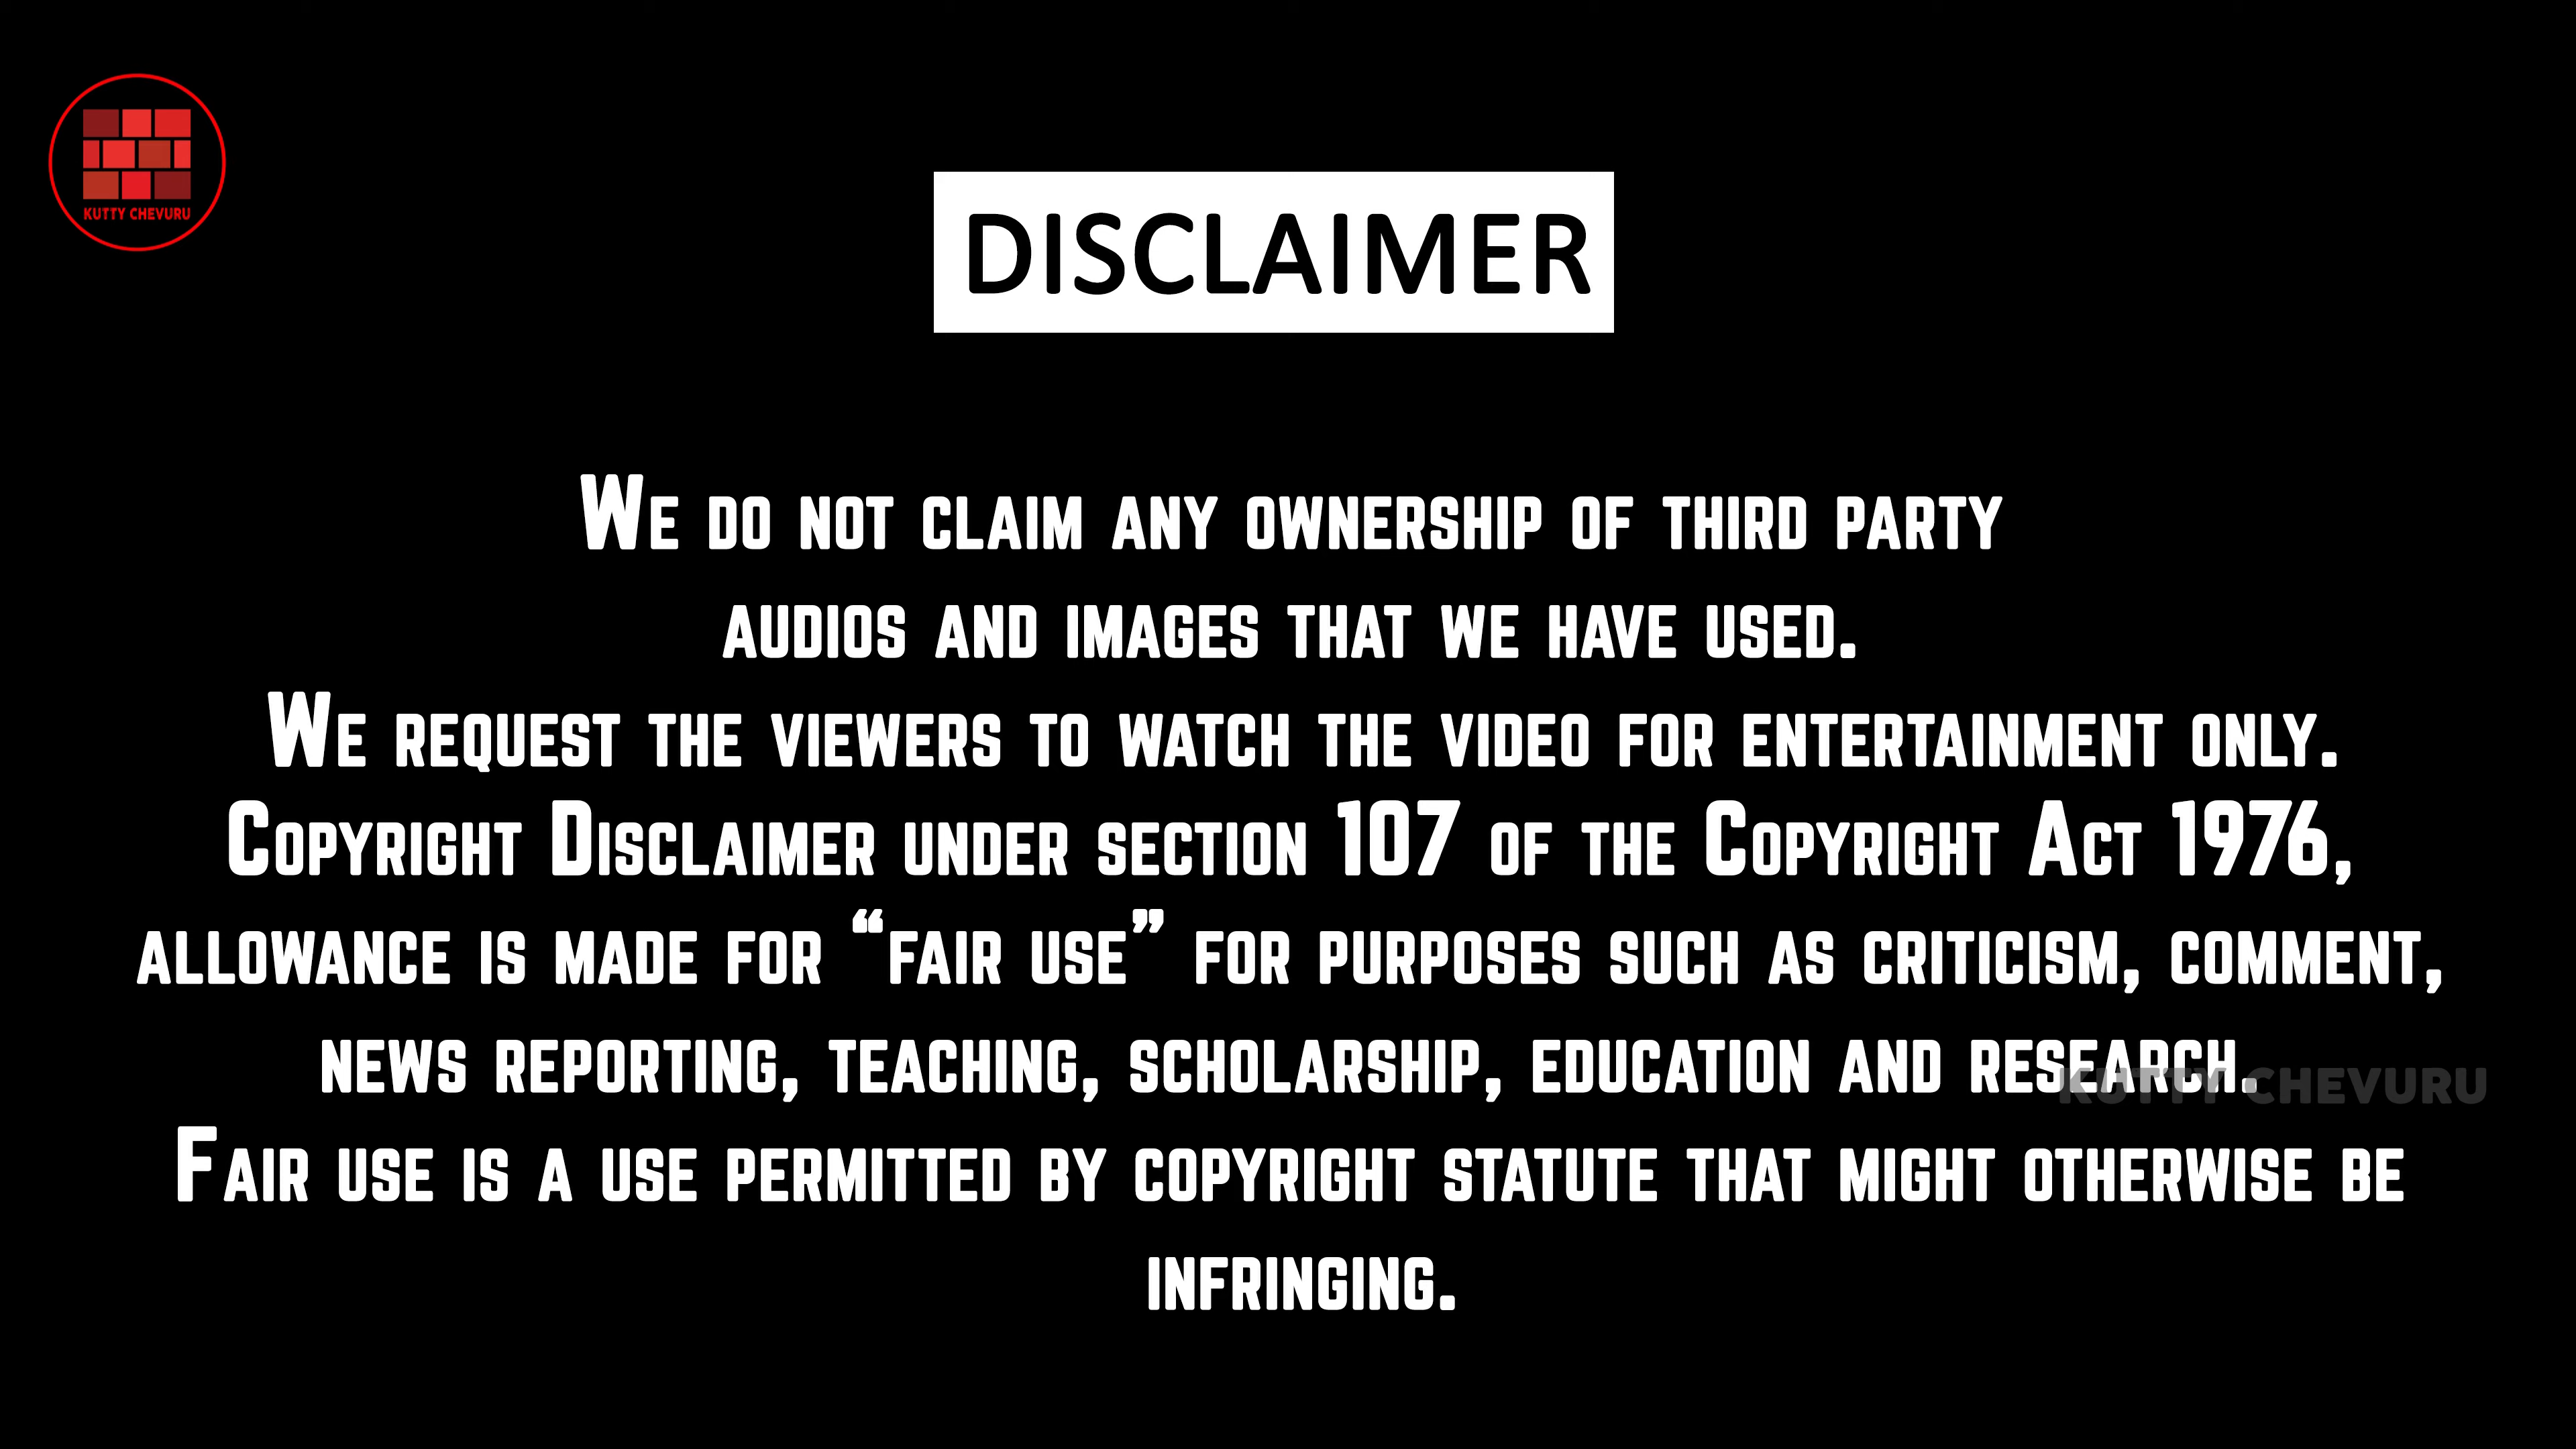 KUTTY CHEVURU
DISCLAIMER
We do not claim any ownership of third party
audios and images that we have used.
We request the viewers to watch the video for entertainment only.
Copyright Disclaimer under section 107 of the Copyright Act 1976,
allowance is made for “fair use” for purposes such as criticism, comment,
news reporting, teaching, scholarship, education and research.
KUTTY CHEVURU
Fair use is a use permitted by copyright statute that might otherwise be
infringing.